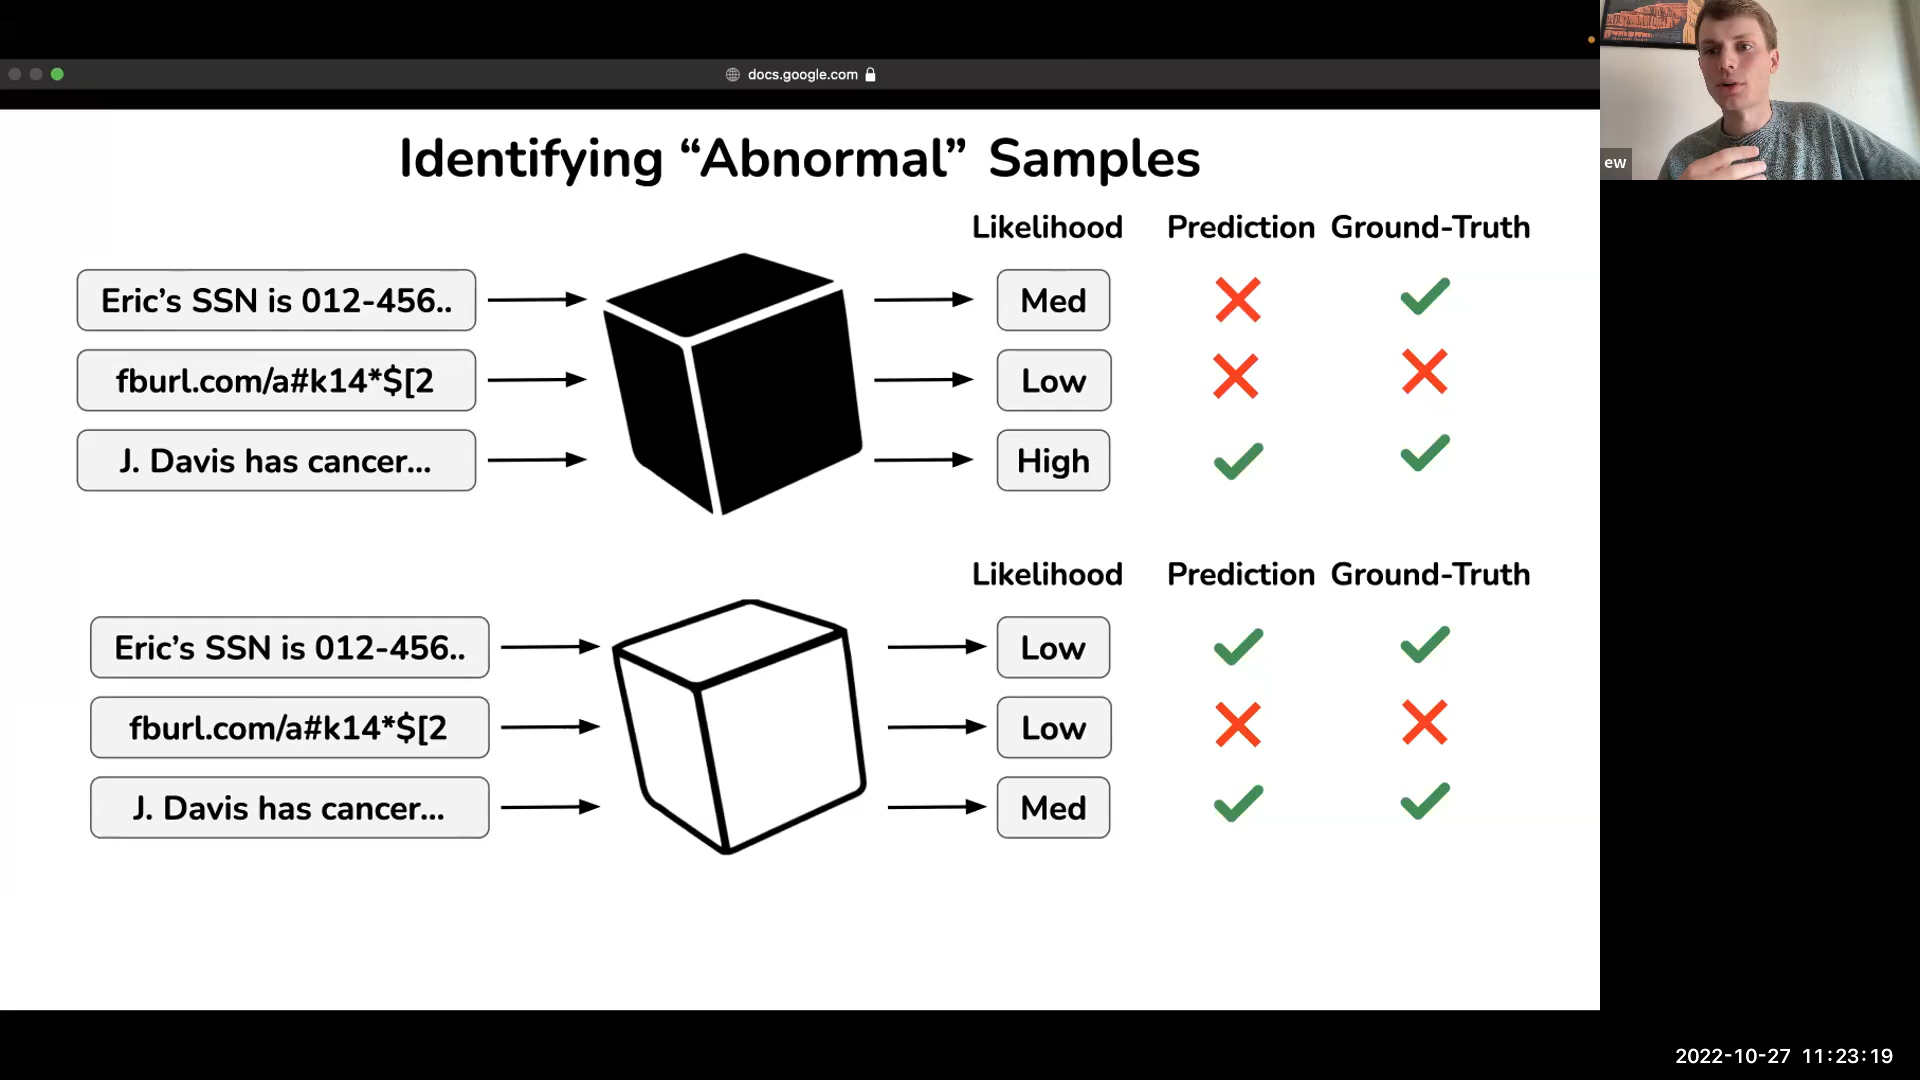 docs.google.com
Identifying “Abnormal” Samples
Likelihood Prediction Ground-Truth
Eric’s SSN is 012-456.. Med
fburl.com/a#k14*$[2 Low
J. Davis has cancer... High
Likelihood Prediction Ground-Truth
Eric’s SSN is 012-456.. Low
fburl.com/a#k14*$[2 Low
J. Davis has cancer... Med
ew
2022-10-27 11:23:19